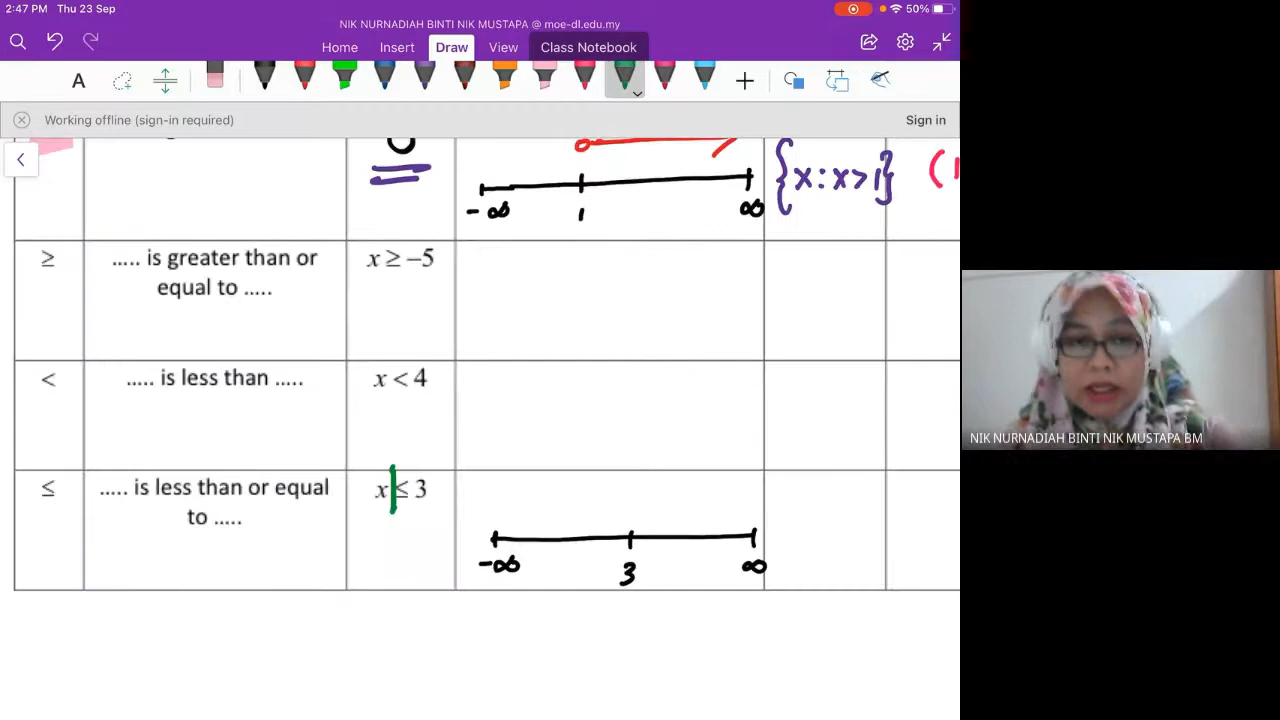 2:47 PM Thu 23 Sep
50%
NIK NURNADIAH BINTI NIK MUSTAPA @ moe-dl.edu.my
Home Insert Draw View Class Notebook
A
Working offline (sign-in required) Sign in
{x:x>1} (1
-∞ 1 ∞
≥ ..... is greater than or x ≥ –5
equal to .....
< ..... is less than ..... x < 4
≤ ..... is less than or equal x ≤ 3
to .....
-∞ 3 ∞
NIK NURNADIAH BINTI NIK MUSTAPA BM